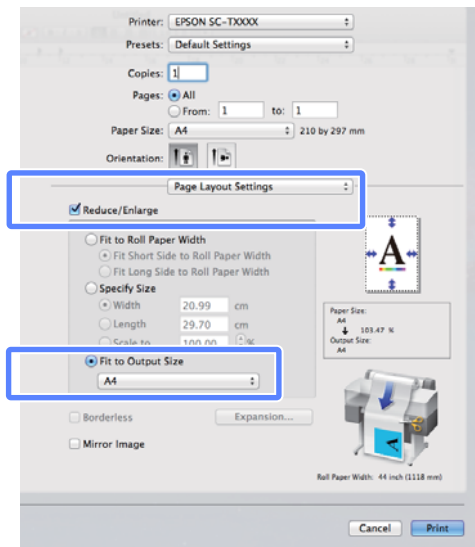 Printer: EPSON SC-TXXXX
Presets: Default Settings
Copies: 1
Pages: All
From: 1 to: 1
Paper Size: A4 210 by 297 mm
Orientation:
Page Layout Settings
Reduce/Enlarge
Fit to Roll Paper Width
Fit Short Side to Roll Paper Width
Fit Long Side to Roll Paper Width
Specify Size
Width 20.99 cm
Length 29.70 cm
Scale to 100.00 %
Fit to Output Size
A4
Borderless Expansion...
Mirror Image
A
Paper Size:
A4
103.47 %
Output Size:
A4
A
Roll Paper Width: 44 inch (1118 mm)
Cancel Print